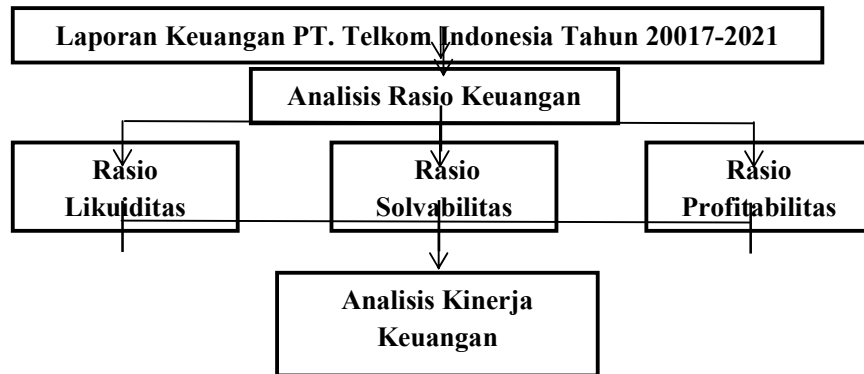 Laporan Keuangan PT. Telkom Indonesia Tahun 20017-2021
Analisis Rasio Keuangan
Rasio
Likuiditas
Rasio
Solvabilitas
Rasio
Profitabilitas
Analisis Kinerja
Keuangan